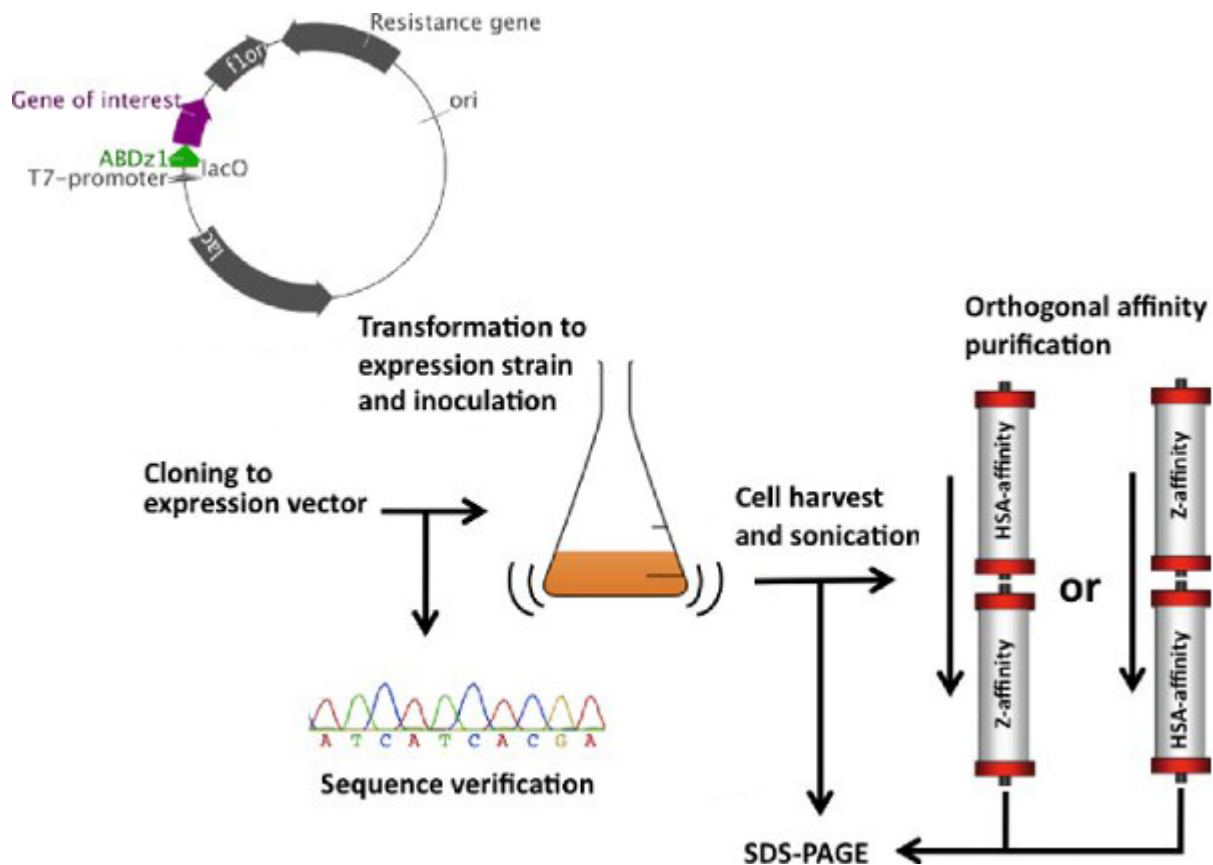 Resistance gene
f1ori
Gene of interest
ori
ABDz1
lacO
T7-promoter
lac
Transformation to
expression strain
and inoculation
Orthogonal affinity
purification
Cloning to
expression vector
Cell harvest
and sonication
HSA-affinity
Z-affinity
or
Z-affinity
HSA-affinity
A T C A T C A C G A
Sequence verification
SDS-PAGE